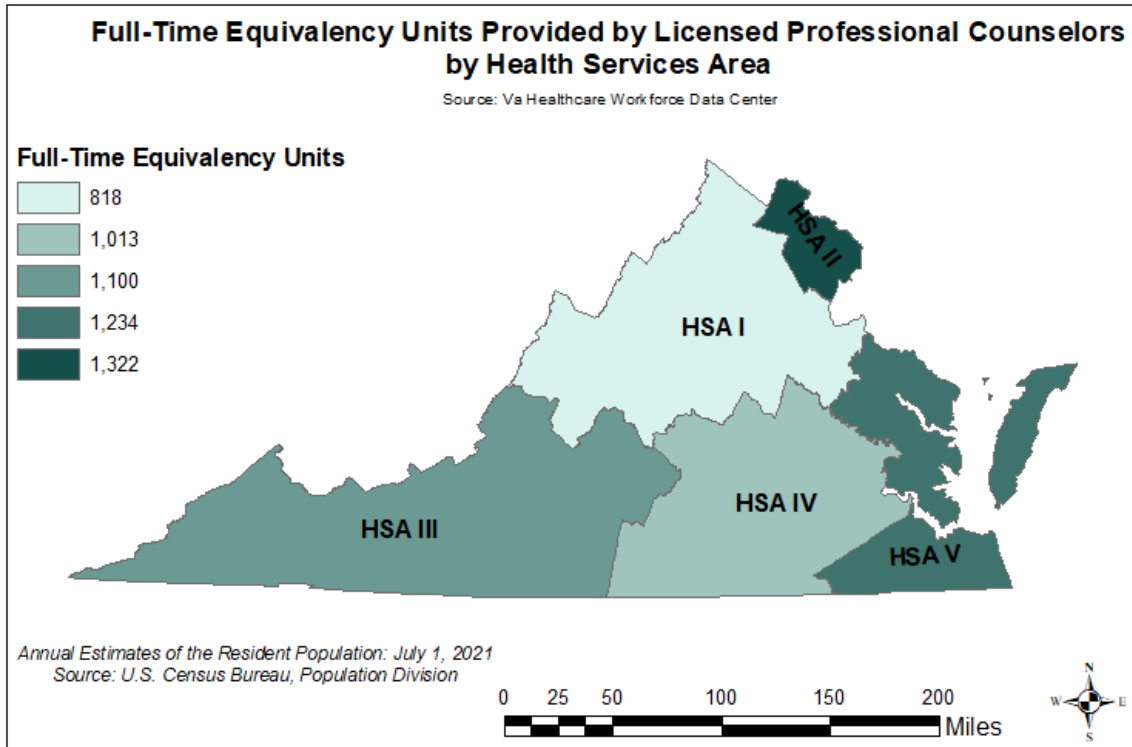 Full-Time Equivalency Units Provided by Licensed Professional Counselors
by Health Services Area
Source: Va Healthcare Workforce Data Center
Full-Time Equivalency Units
818
1,013
1,100
1,234
1,322
HSA II
HSA I
HSA IV
HSA III
HSA V
Annual Estimates of the Resident Population: July 1, 2021
Source: U.S. Census Bureau, Population Division
0 25 50 100 150 200
Miles
N
W E
S